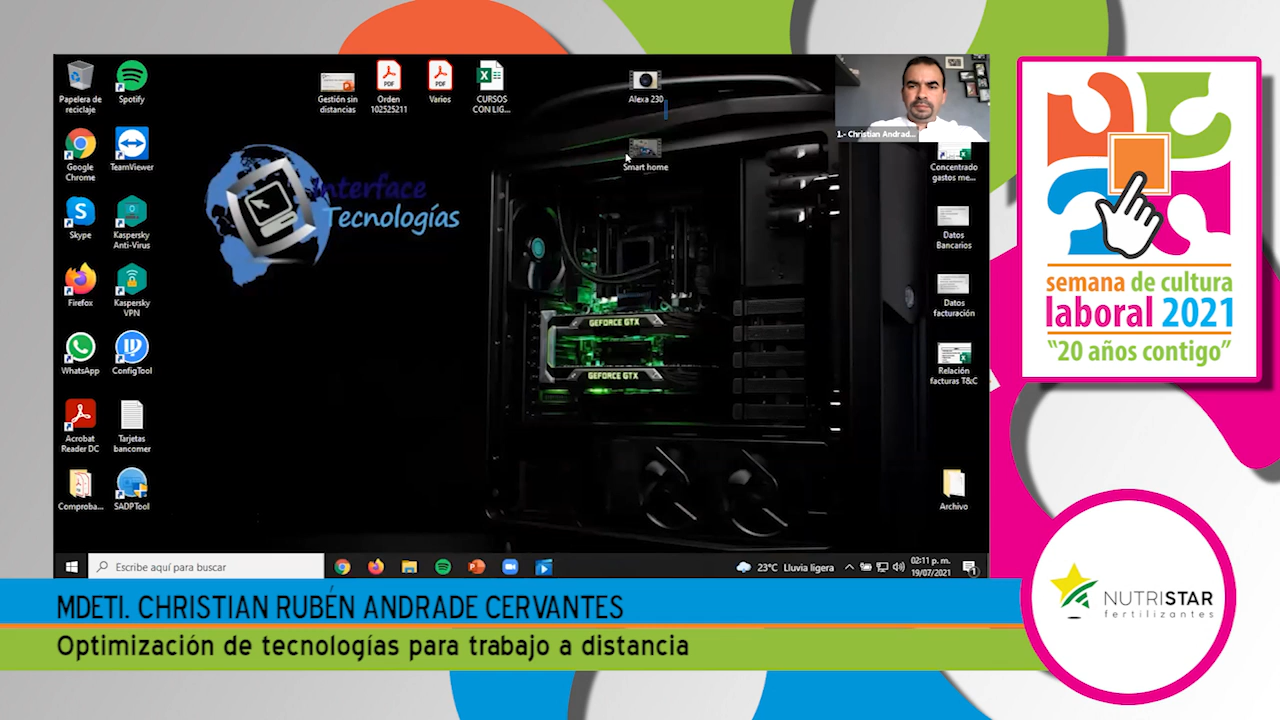 Papelera de
reciclaje
Spotify
Gestión sin
distancias
Orden
102525211
Varios
CURSOS
CON LIG...
Alexa 230
1.- Christian Andrad...
Google
Chrome
TeamViewer
Smart home
Concentrado
gastos me...
Interface
Tecnologías
Skype
Kaspersky
Anti-Virus
Datos
Bancarios
Firefox
Kaspersky
VPN
Datos
facturación
GEFORCE GTX
GEFORCE GTX
WhatsApp
ConfigTool
Relación
facturas T&C
Acrobat
Reader DC
Tarjetas
bancomer
Comproba...
SADPTool
Archivo
Escribe aquí para buscar
23°C Lluvia ligera
02:11 p. m.
19/07/2021
1
semana de cultura
laboral 2021
"20 años contigo"
MDETI. CHRISTIAN RUBÉN ANDRADE CERVANTES
Optimización de tecnologías para trabajo a distancia
NUTRISTAR
fertilizantes